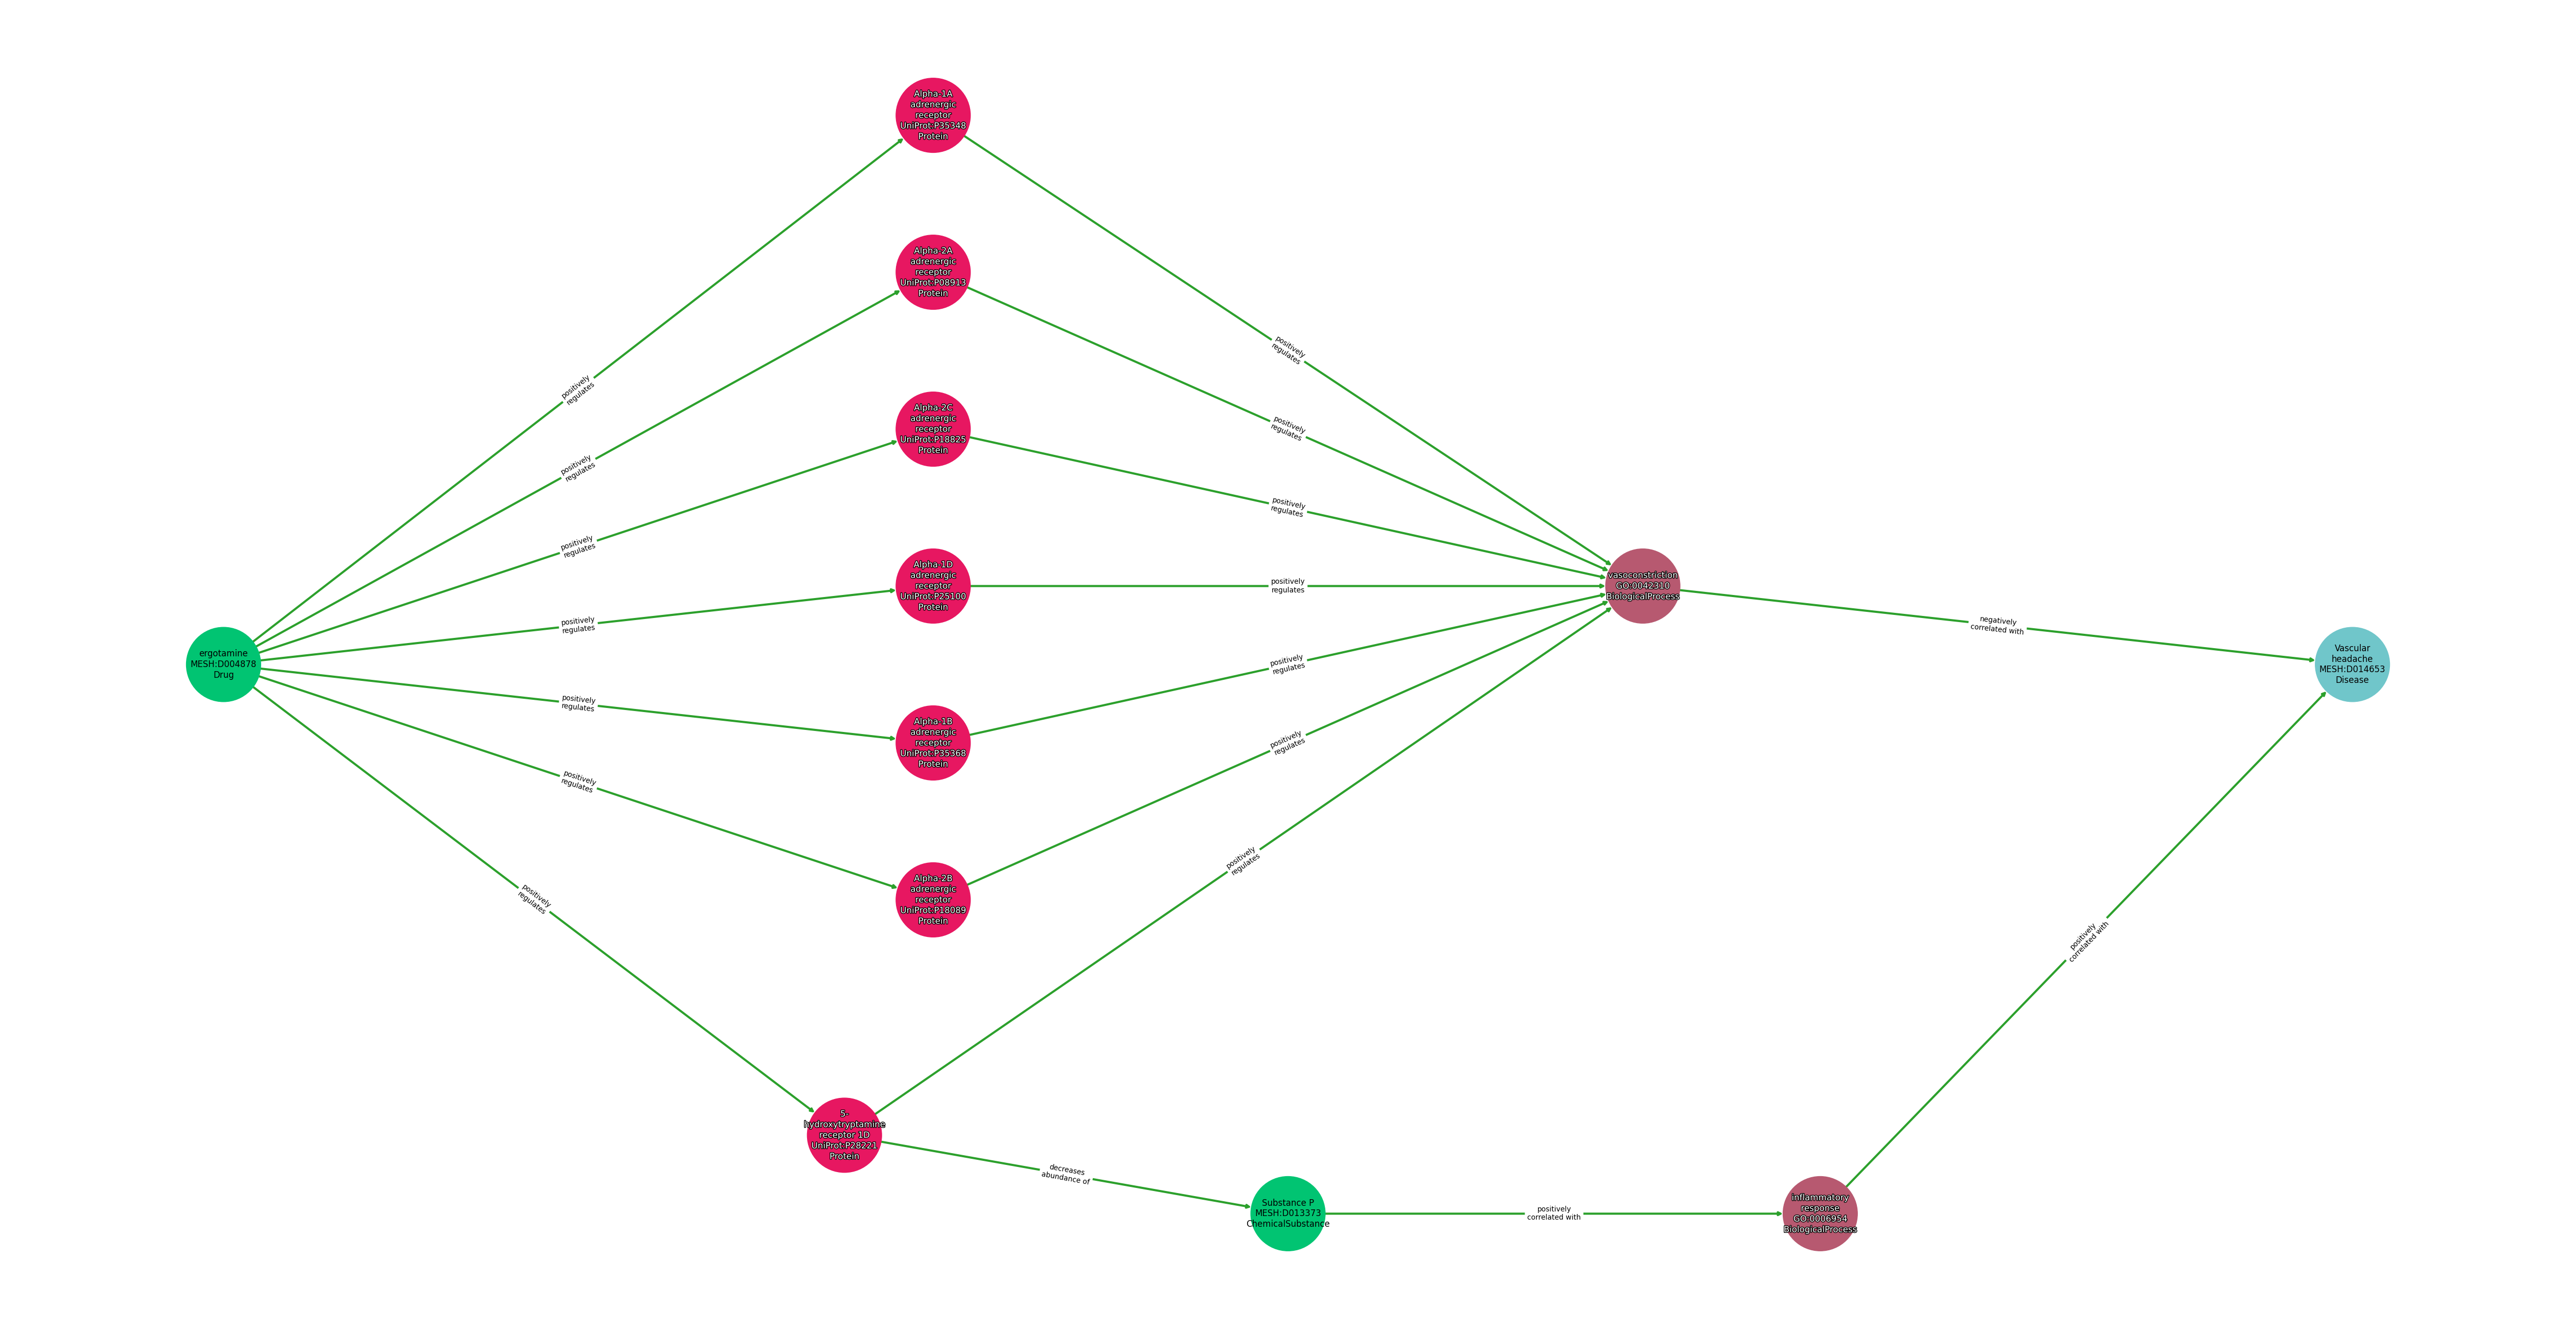 Alpha-1A
adrenergic
receptor
UniProt:P35348
Protein
Alpha-2A
adrenergic
receptor
UniProt:P08913
Protein
positively
regulates
positively
regulates
Alpha-2C
adrenergic
receptor
UniProt:P18825
Protein
positively
regulates
positively
regulates
positively
regulates
positively
regulates
Alpha-1D
adrenergic
receptor
UniProt:P25100
Protein
positively
regulates
vasoconstriction
GO:0042310
BiologicalProcess
positively
regulates
negatively
correlated with
ergotamine
MESH:D004878
Drug
positively
regulates
Vascular
headache
MESH:D014653
Disease
positively
regulates
Alpha-1B
adrenergic
receptor
UniProt:P35368
Protein
positively
regulates
positively
regulates
Alpha-2B
adrenergic
receptor
UniProt:P18089
Protein
positively
regulates
positively
regulates
positively
correlated with
5-
hydroxytryptamine
receptor 1D
UniProt:P28221
Protein
decreases
abundance of
Substance P
MESH:D013373
ChemicalSubstance
positively
correlated with
inflammatory
response
GO:0006954
BiologicalProcess